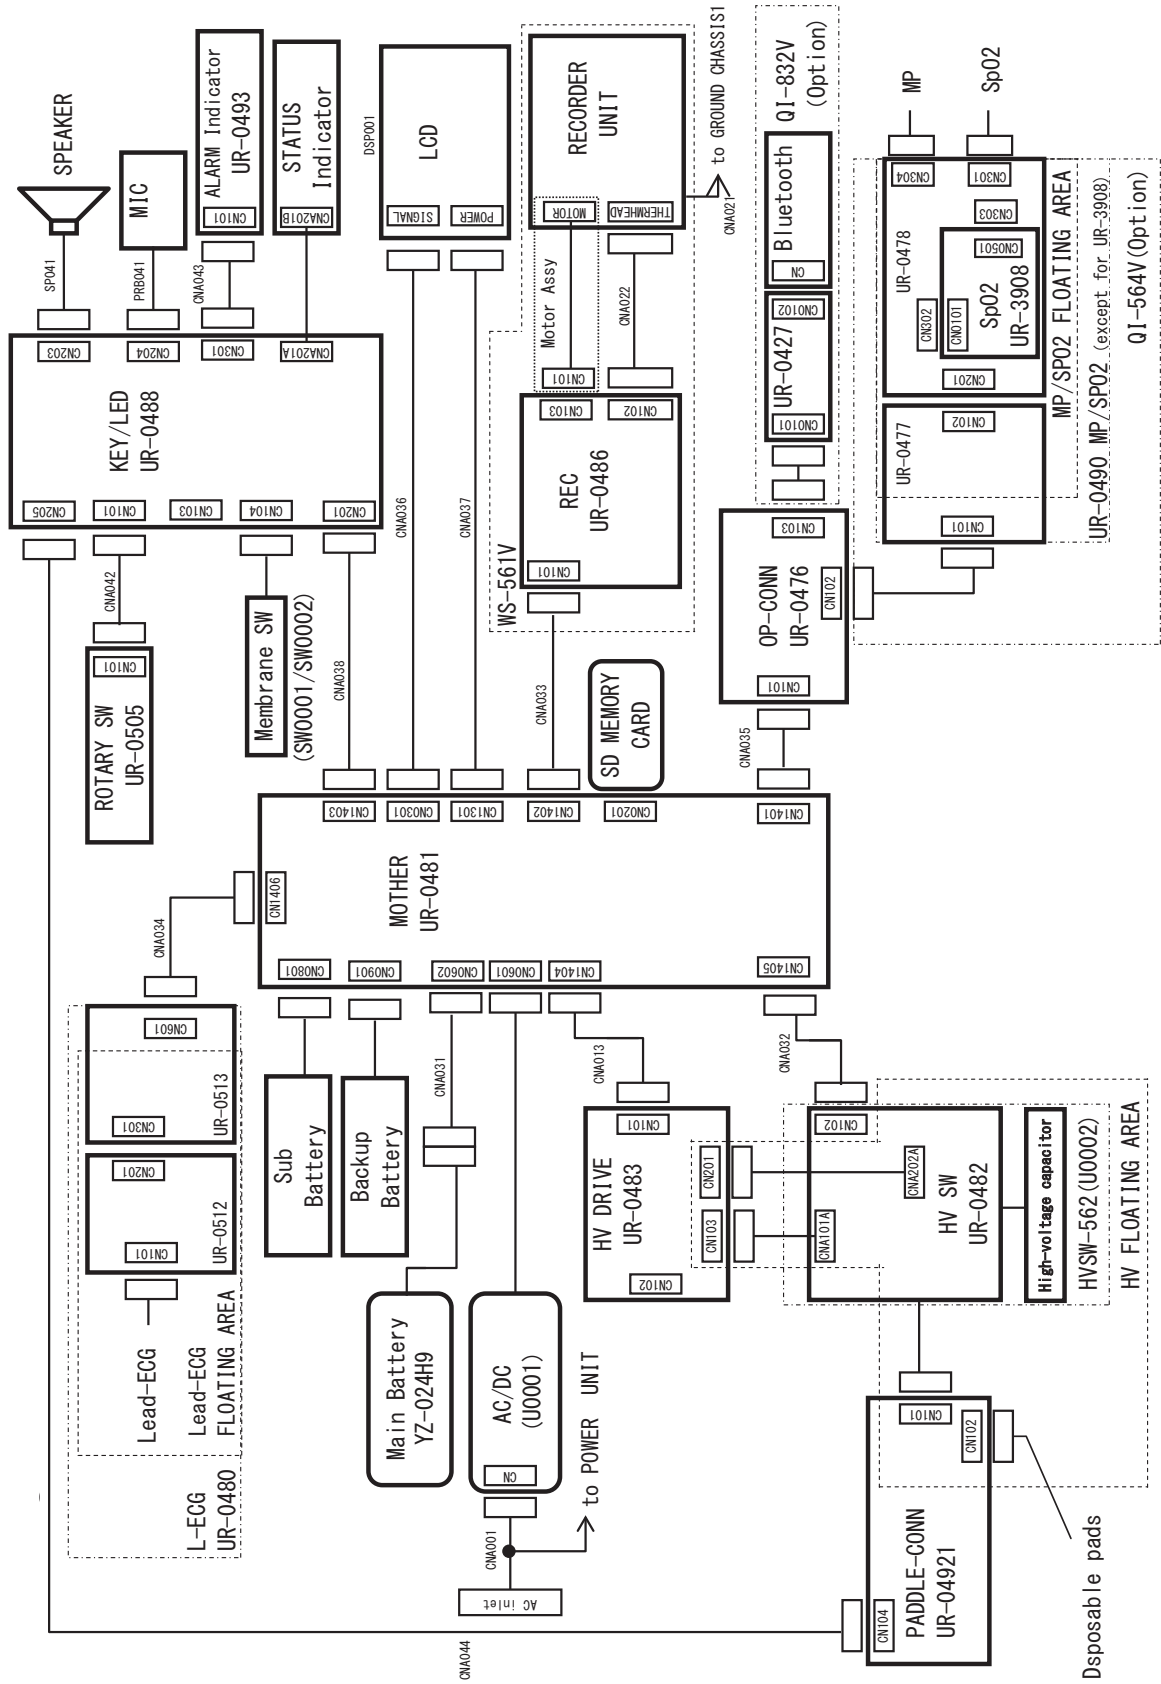 SPEAKER
SP041
MIC
PRB041
ALARM Indicator
UR-0493
CN101
CNA043
STATUS
Indicator
CNA201B
CN203
CN204
CN301
CNA201A
KEY/LED
UR-0488
CN205
CN101
CN103
CN104
CN201
DSP001
LCD
SIGNAL
POWER
CNA036
CNA037
RECORDER
UNIT
MOTOR
THERMHEAD
to GROUND CHASSIS1
CNA021
Motor Assy
CNA022
CN101
CN103
CN102
REC
UR-0486
CN101
WS-561V
CNA033
QI-832V
(Option)
Bluetooth
CN
CN0102
UR-0427
CN0101
MP
SpO2
CN304
CN301
CN303
UR-0478
CN302
CN0501
SpO2
UR-3908
CN0101
CN201
MP/SPO2 FLOATING AREA
UR-0477
CN102
CN101
UR-0490 MP/SPO2 (except for UR-3908)
QI-564V(Option)
CN103
OP-CONN
UR-0476
CN102
CN101
CNA035
CNA042
ROTARY SW
UR-0505
CN101
Membrane SW
(SW0001/SW0002)
CNA038
SD MEMORY
CARD
CN1403
CN0301
CN1301
CN1402
CN0201
CN1401
MOTHER
UR-0481
CN1406
CN0801
CN0901
CN0602
CN0601
CN1404
CN1405
CNA034
CN601
UR-0513
CN301
CN201
UR-0512
CN101
Lead-ECG
Lead-ECG
FLOATING AREA
L-ECG
UR-0480
Sub
Battery
Backup
Battery
CNA031
Main Battery
YZ-024H9
AC/DC
(U0001)
CN
to POWER UNIT
CNA001
AC inlet
CNA044
CNA013
CN101
HV DRIVE
UR-0483
CN201
CN103
CN102
CNA032
CN102
CNA202A
HV SW
UR-0482
CNA101A
High-voltage capacitor
HVSW-562(U0002)
HV FLOATING AREA
CN101
CN102
PADDLE-CONN
UR-04921
CN104
Dsposable pads